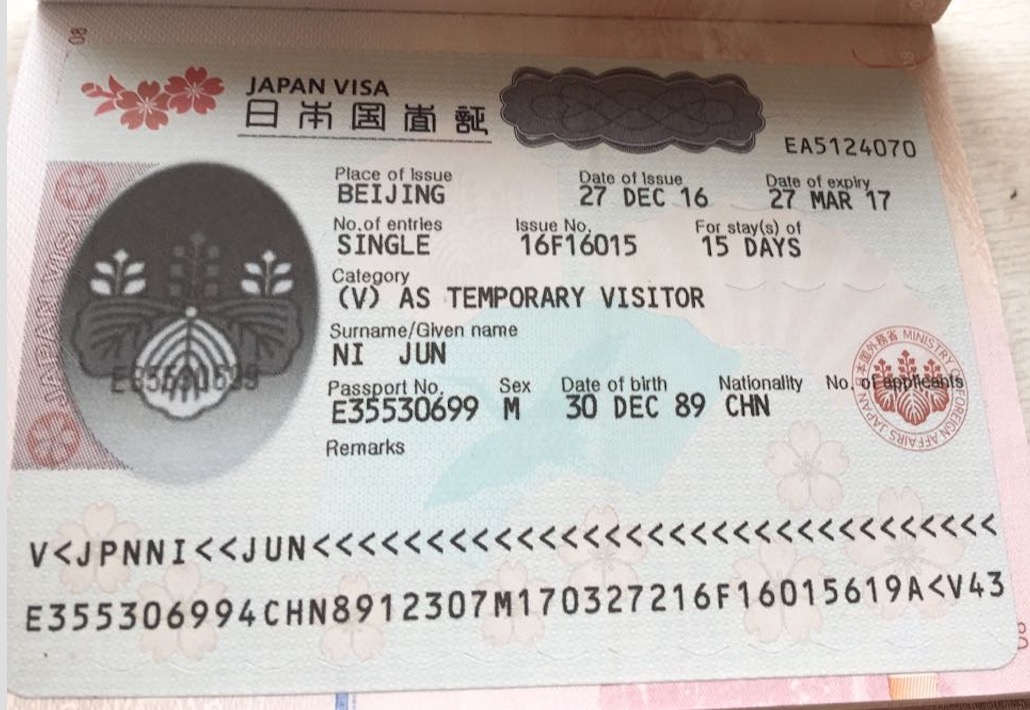 JAPAN VISA
日本国査証
EA5124070
Place of Issue Date of Issue Date of expiry
BEIJING 27 DEC 16 27 MAR 17
No.of entries Issue No. For stay(s) of
SINGLE 16F16015 15 DAYS
Category
(V) AS TEMPORARY VISITOR
Surname/Given name
NI JUN
Passport No. Sex Date of birth Nationality No. of applicants
E35530699 M 30 DEC 89 CHN
Remarks
E35530699
JAPAN VISA
日本国外務省 MINISTRY OF FOREIGN AFFAIRS JAPAN
V<JPNNI<<JUN<<<<<<<<<<<<<<<<<<<<<<<<<<<<<<<<
E355306994CHN8912307M170327216F16015619A<V43